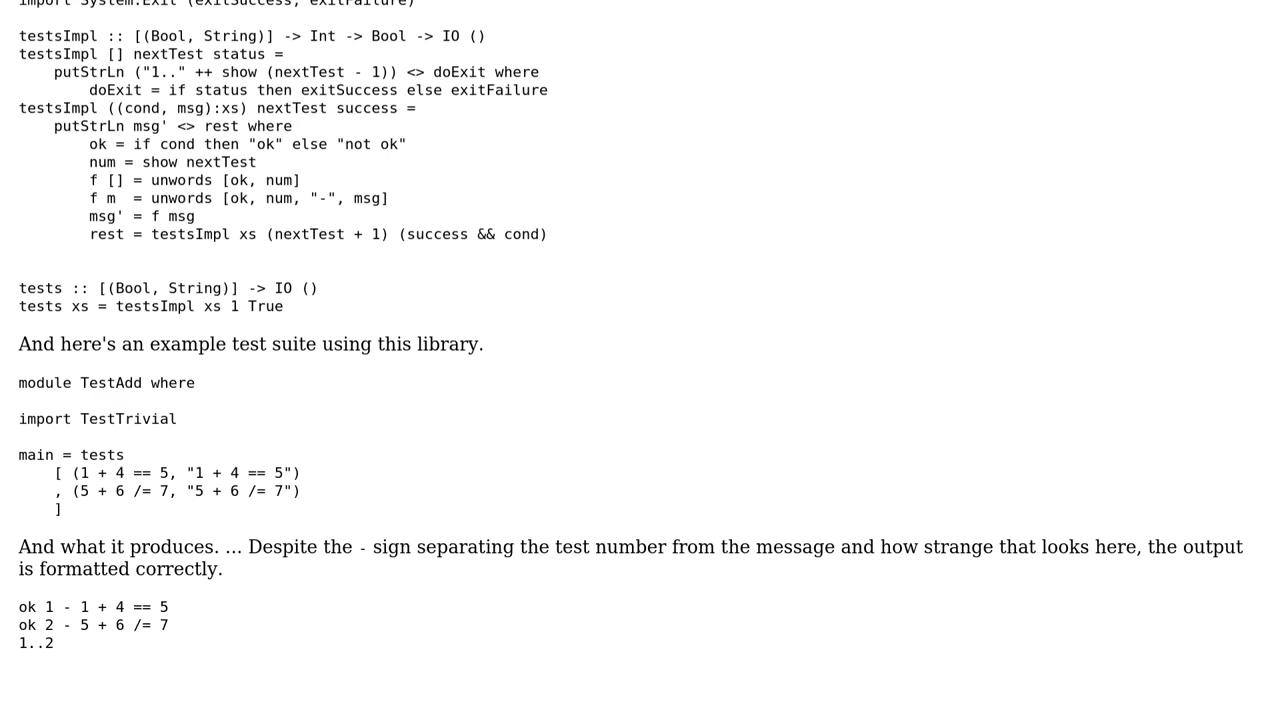 import System.Exit (exitSuccess, exitFailure)

testsImpl :: [(Bool, String)] -> Int -> Bool -> IO ()
testsImpl [] nextTest status =
    putStrLn ("1.." ++ show (nextTest - 1)) <> doExit where
        doExit = if status then exitSuccess else exitFailure
testsImpl ((cond, msg):xs) nextTest success =
    putStrLn msg' <> rest where
        ok = if cond then "ok" else "not ok"
        num = show nextTest
        f [] = unwords [ok, num]
        f m  = unwords [ok, num, "-", msg]
        msg' = f msg
        rest = testsImpl xs (nextTest + 1) (success && cond)


tests :: [(Bool, String)] -> IO ()
tests xs = testsImpl xs 1 True

And here's an example test suite using this library.

module TestAdd where

import TestTrivial

main = tests
    [ (1 + 4 == 5, "1 + 4 == 5")
    , (5 + 6 /= 7, "5 + 6 /= 7")
    ]

And what it produces. ... Despite the - sign separating the test number from the message and how strange that looks here, the output
is formatted correctly.

ok 1 - 1 + 4 == 5
ok 2 - 5 + 6 /= 7
1..2